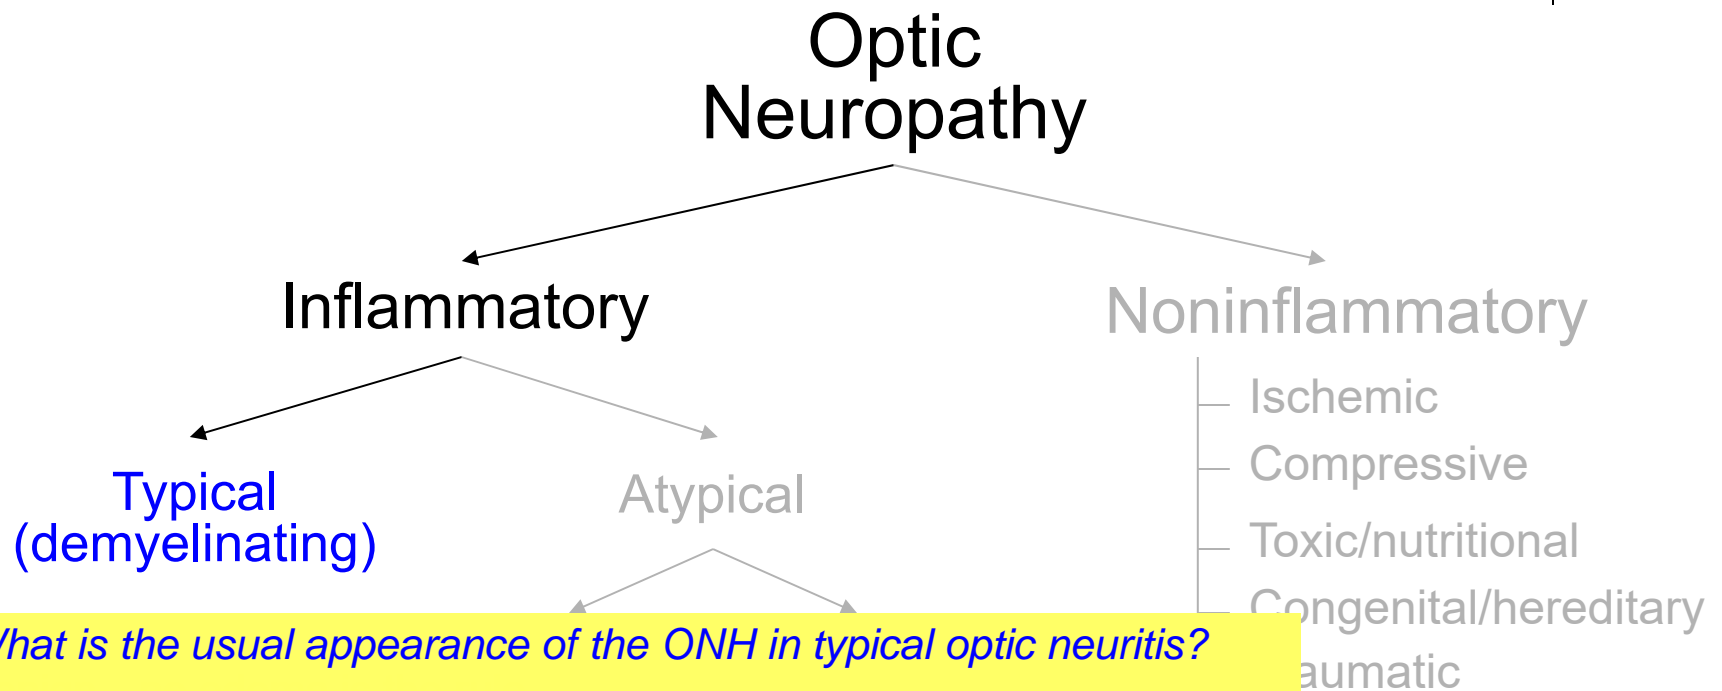 Optic
Neuropathy
Inflammatory
Noninflammatory
Ischemic
Compressive
Toxic/nutritional
Congenital/hereditary
aumatic
Typical
(demyelinating)
Atypical
hat is the usual appearance of the ONH in typical optic neuritis?